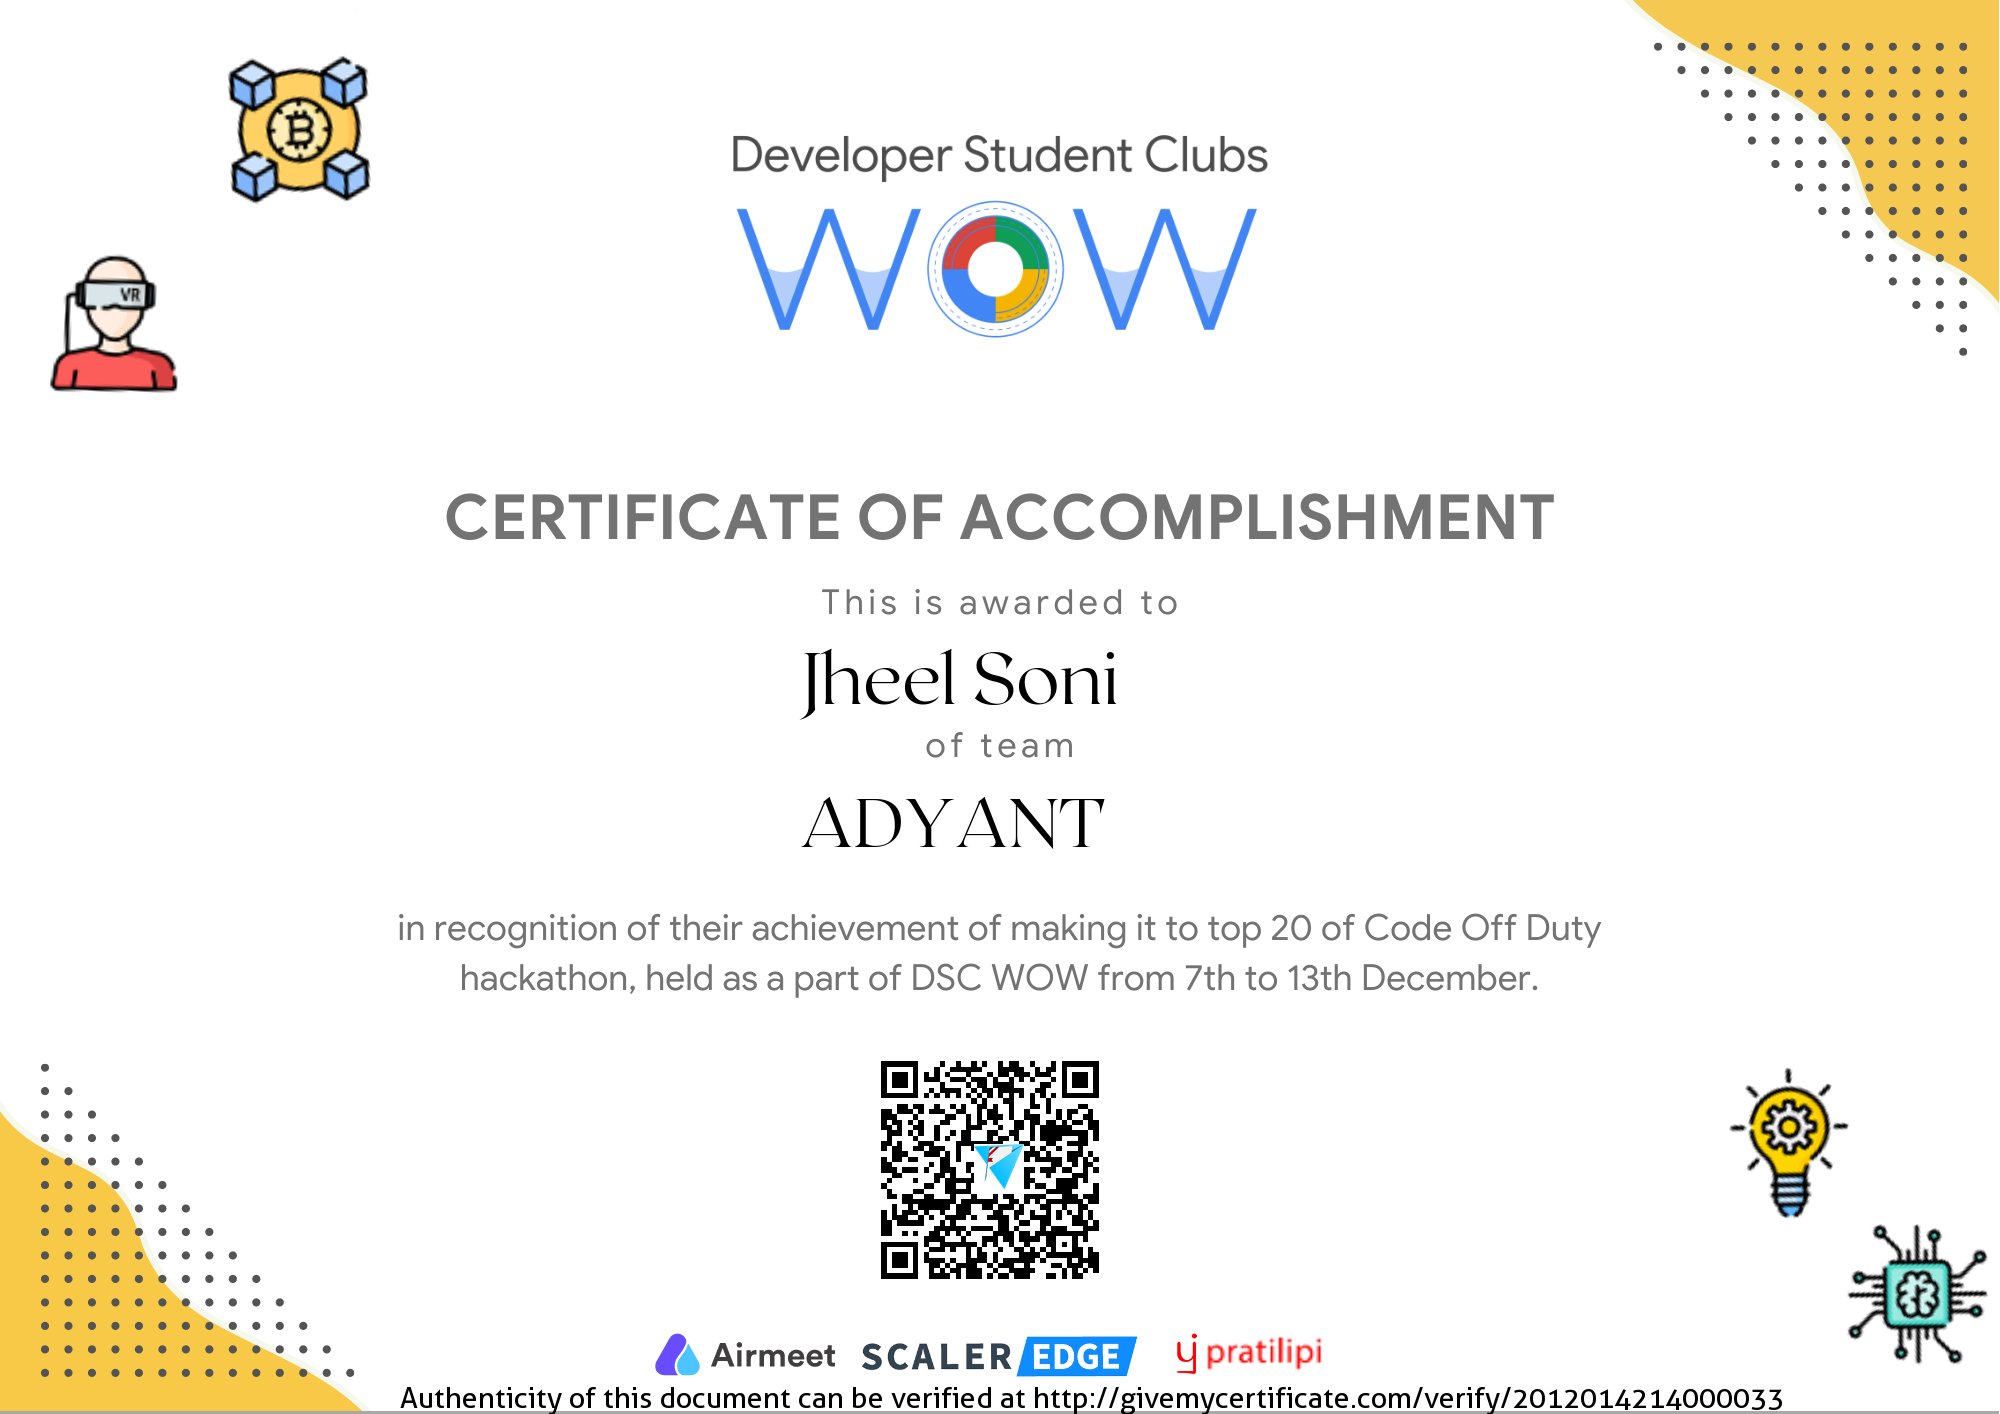 Developer Student Clubs
WOW
VR
CERTIFICATE OF ACCOMPLISHMENT
This is awarded to
Jheel Soni
of team
ADYANT
in recognition of their achievement of making it to top 20 of Code Off Duty
hackathon, held as a part of DSC WOW from 7th to 13th December.
Airmeet SCALER EDGE pratilipi
Authenticity of this document can be verified at http://givemycertificate.com/verify/2012014214000033